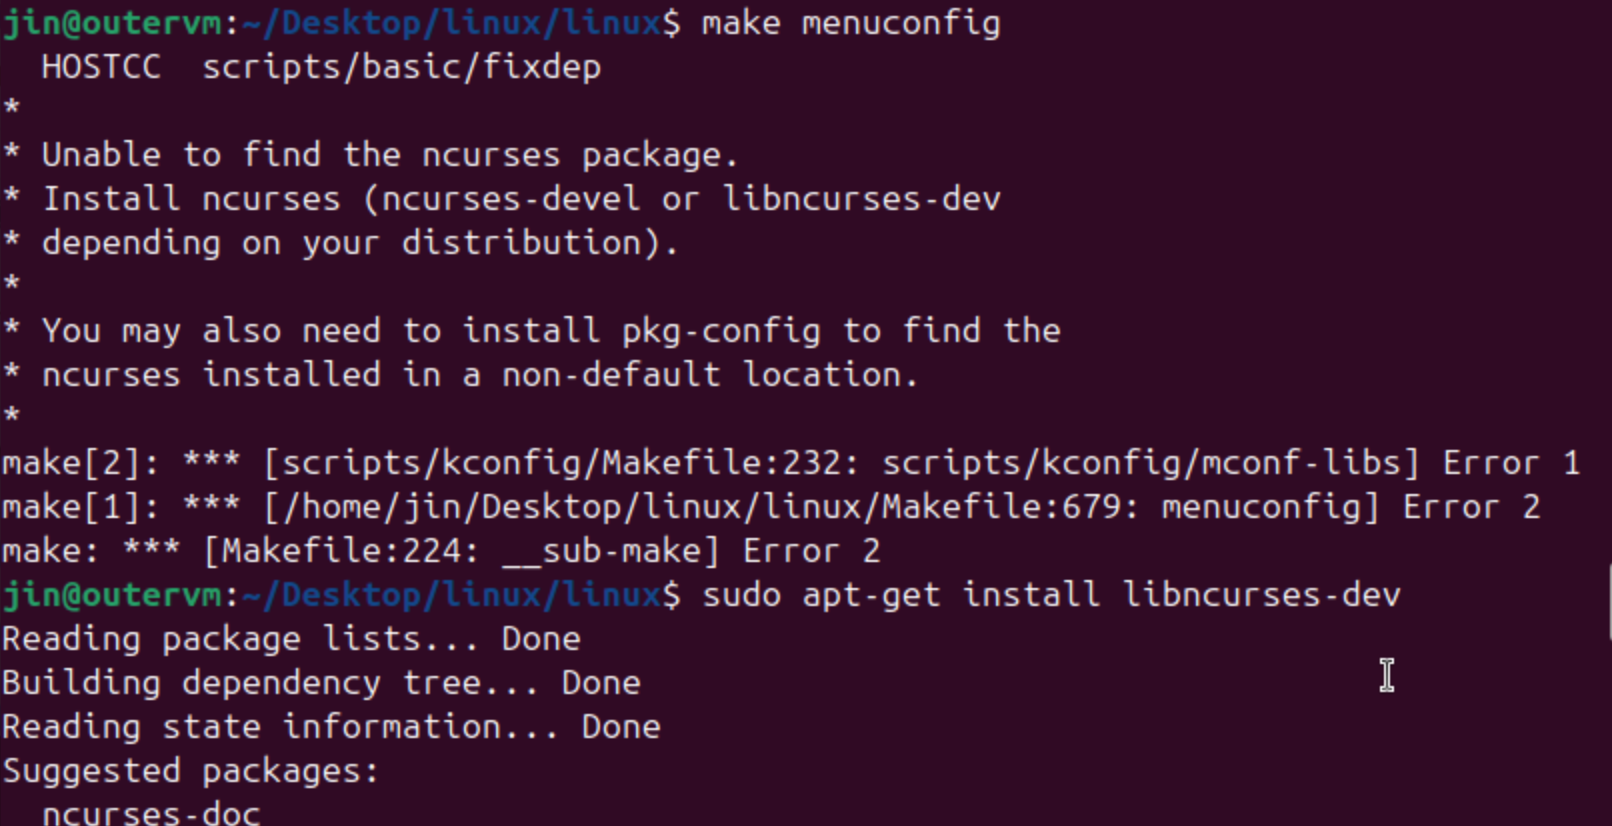 jin@outervm:~/Desktop/linux/linux$ make menuconfig
  HOSTCC  scripts/basic/fixdep
*
* Unable to find the ncurses package.
* Install ncurses (ncurses-devel or libncurses-dev
* depending on your distribution).
*
* You may also need to install pkg-config to find the
* ncurses installed in a non-default location.
*
make[2]: *** [scripts/kconfig/Makefile:232: scripts/kconfig/mconf-libs] Error 1
make[1]: *** [/home/jin/Desktop/linux/linux/Makefile:679: menuconfig] Error 2
make: *** [Makefile:224: __sub-make] Error 2
jin@outervm:~/Desktop/linux/linux$ sudo apt-get install libncurses-dev
Reading package lists... Done
Building dependency tree... Done
Reading state information... Done
Suggested packages:
  ncurses-doc